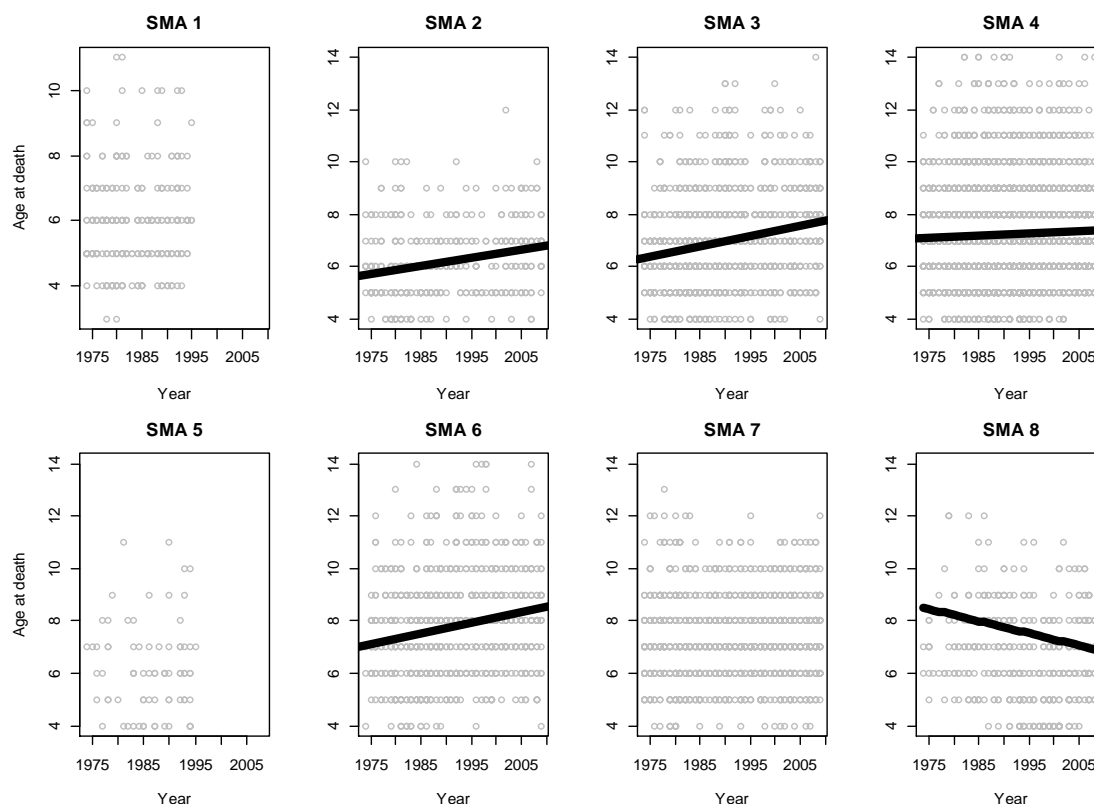 SMA 1
SMA 2
SMA 3
SMA 4
Age at death
4 6 8 10
4 6 8 10 12 14
4 6 8 10 12 14
4 6 8 10 12 14
1975 1985 1995 2005
1975 1985 1995 2005
1975 1985 1995 2005
1975 1985 1995 2005
Year
Year
Year
Year
SMA 5
SMA 6
SMA 7
SMA 8
Age at death
4 6 8 10 12 14
4 6 8 10 12 14
4 6 8 10 12 14
4 6 8 10 12 14
1975 1985 1995 2005
1975 1985 1995 2005
1975 1985 1995 2005
1975 1985 1995 2005
Year
Year
Year
Year